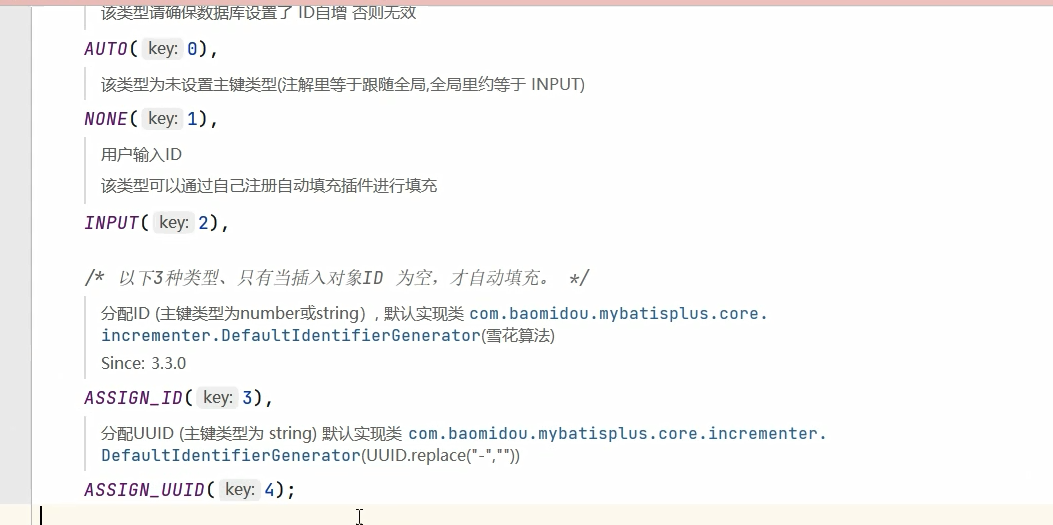 该类型请确保数据库设置了 ID自增 否则无效
AUTO( key: 0),
该类型为未设置主键类型(注解里等于跟随全局,全局里约等于 INPUT)
NONE( key: 1),
用户输入ID
该类型可以通过自己注册自动填充插件进行填充
INPUT( key: 2),
/* 以下3种类型、只有当插入对象ID 为空，才自动填充。 */
分配ID (主键类型为number或string）, 默认实现类 com.baomidou.mybatisplus.core.
incrementer.DefaultIdentifierGenerator(雪花算法)
Since: 3.3.0
ASSIGN_ID( key: 3),
分配UUID (主键类型为 string) 默认实现类 com.baomidou.mybatisplus.core.incrementer.
DefaultIdentifierGenerator(UUID.replace("-",""))
ASSIGN_UUID( key: 4);